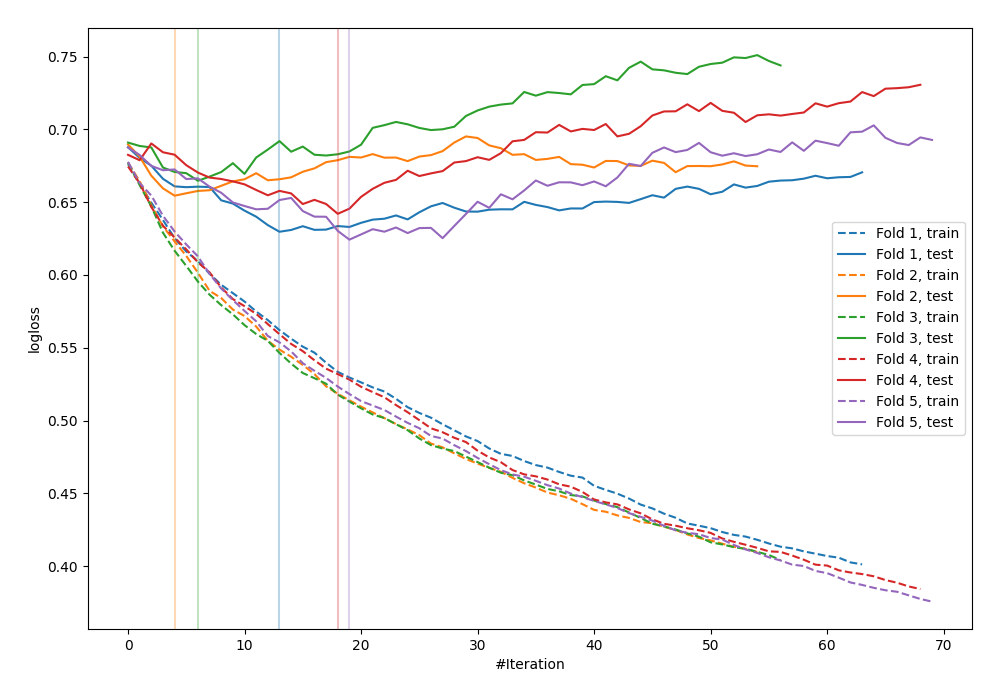 0.75
0.70
0.65
0.60
0.55
0.50
0.45
0.40
logloss
0 10 20 30 40 50 60 70
#Iteration
Fold 1, train
Fold 1, test
Fold 2, train
Fold 2, test
Fold 3, train
Fold 3, test
Fold 4, train
Fold 4, test
Fold 5, train
Fold 5, test